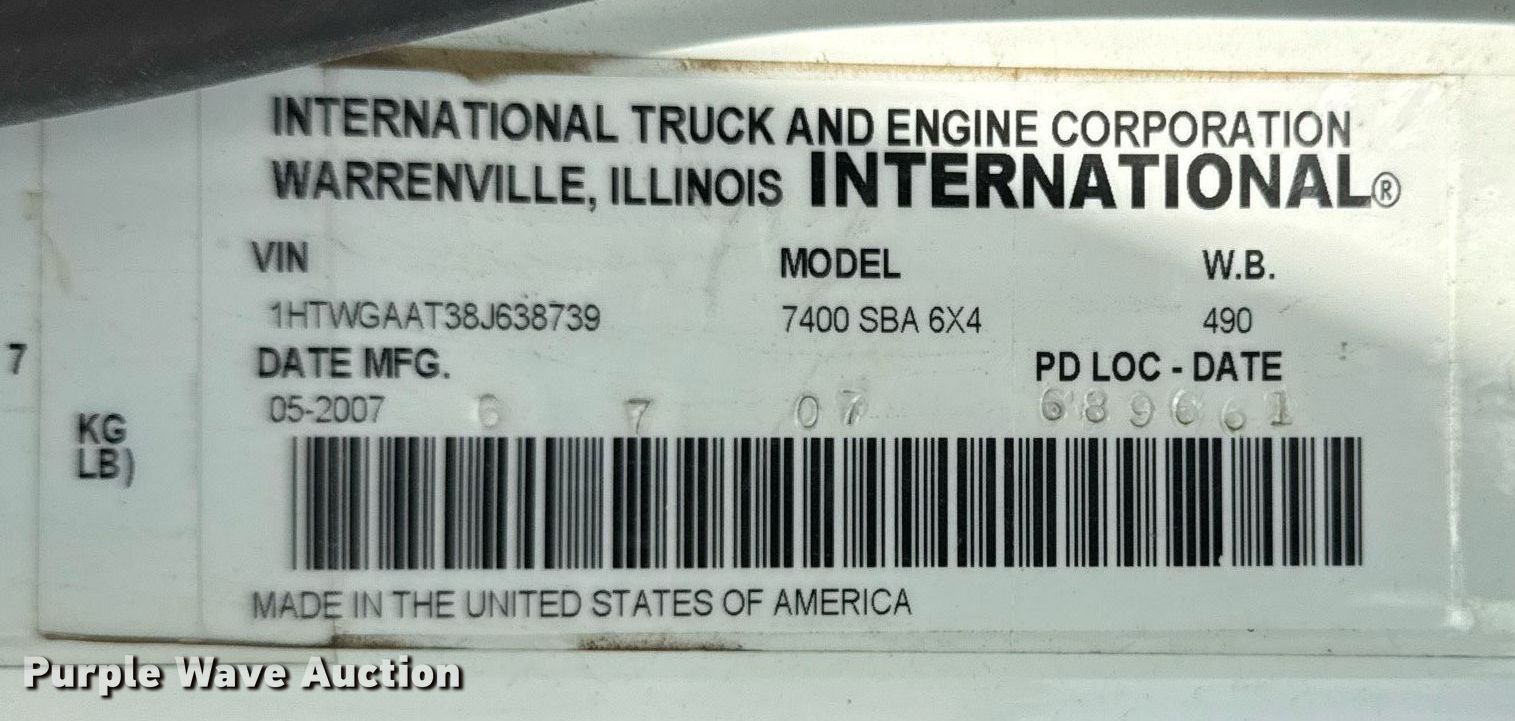 INTERNATIONAL TRUCK AND ENGINE CORPORATION
WARRENVILLE, ILLINOIS INTERNATIONAL®
VIN MODEL W.B.
1HTWGAAT38J638739 7400 SBA 6X4 490
DATE MFG. PD LOC - DATE
7
05-2007 6 7 07 689661
KG
LB)
MADE IN THE UNITED STATES OF AMERICA
Purple Wave Auction